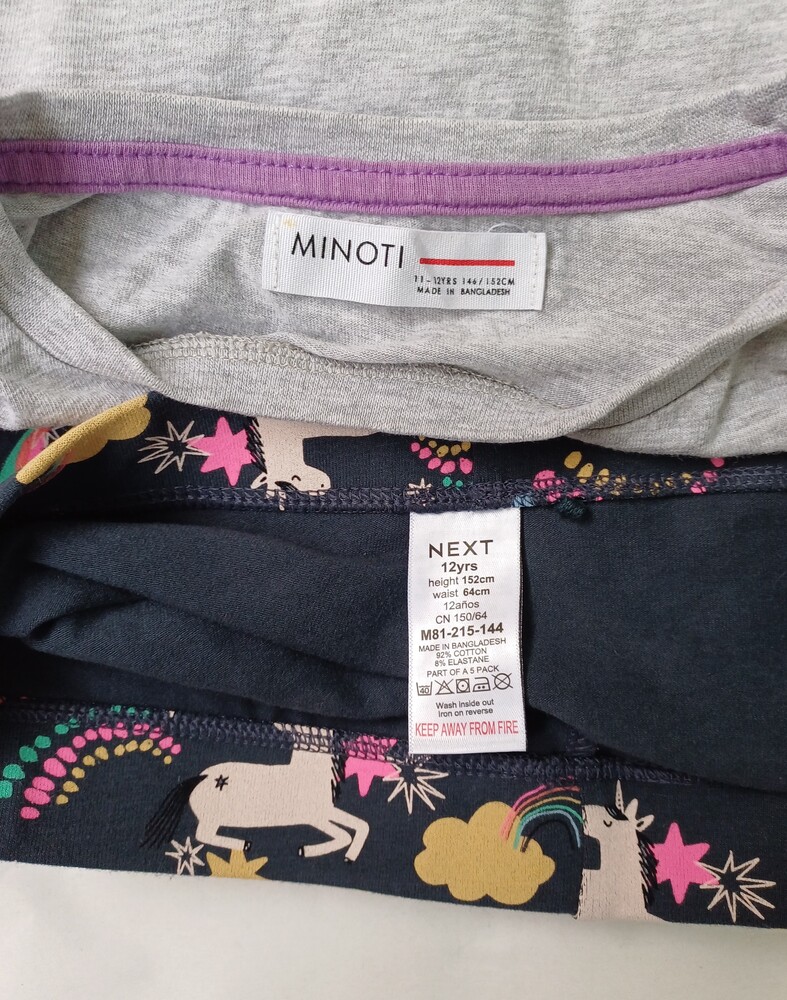 MINOTI
11-12YRS 146/152CM
MADE IN BANGLADESH
NEXT
12yrs
height 152cm
waist 64cm
12años
CN 150/64
M81-215-144
MADE IN BANGLADESH
92% COTTON
8% ELASTANE
PART OF A 5 PACK
40
Wash inside out
iron on reverse
KEEP AWAY FROM FIRE